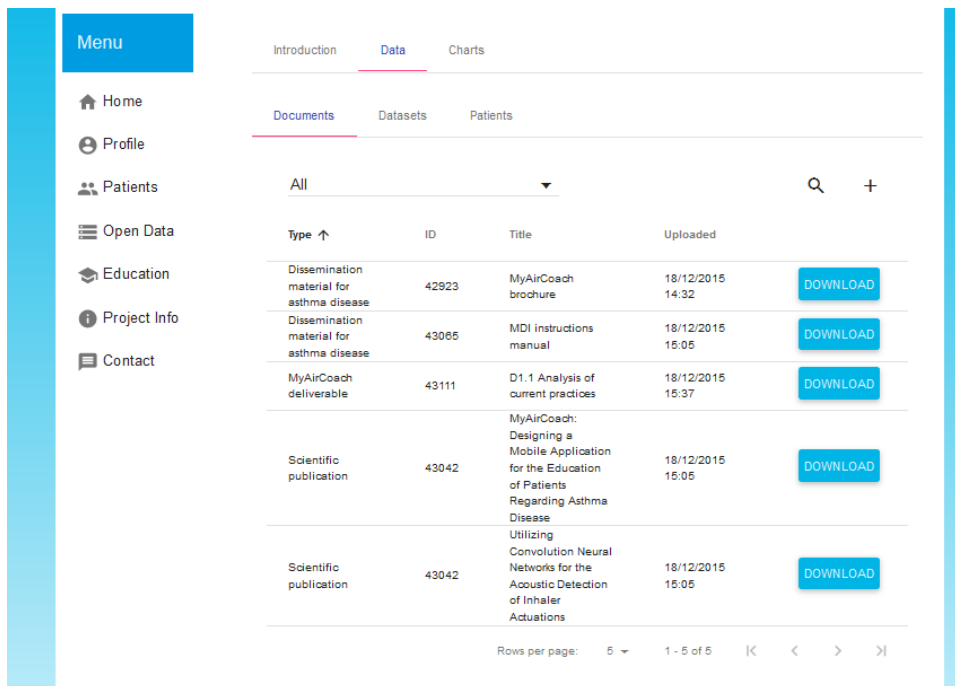 Menu
Home
Profile
Patients
Open Data
Education
Project Info
Contact
Introduction Data Charts
Documents Datasets Patients
All
Type ID Title Uploaded
Dissemination
material for
asthma disease
42923
MyAirCoach
brochure
18/12/2015
14:32
DOWNLOAD
Dissemination
material for
asthma disease
43065
MDI instructions
manual
18/12/2015
15:05
DOWNLOAD
MyAirCoach
deliverable
43111
D1.1 Analysis of
current practices
18/12/2015
15:37
DOWNLOAD
Scientific
publication
43042
MyAirCoach:
Designing a
Mobile Application
for the Education
of Patients
Regarding Asthma
Disease
18/12/2015
15:05
DOWNLOAD
Scientific
publication
43042
Utilizing
Convolution Neural
Networks for the
Acoustic Detection
of Inhaler
Actuations
18/12/2015
15:05
DOWNLOAD
Rows per page: 5 1 - 5 of 5